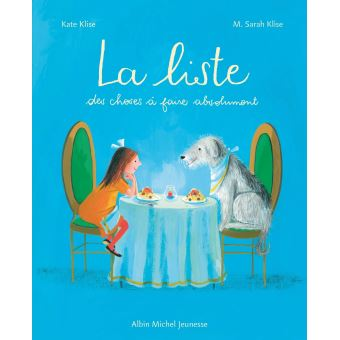 Kate Klise M. Sarah Klise
La liste
des choses à faire absolument
Albin Michel Jeunesse